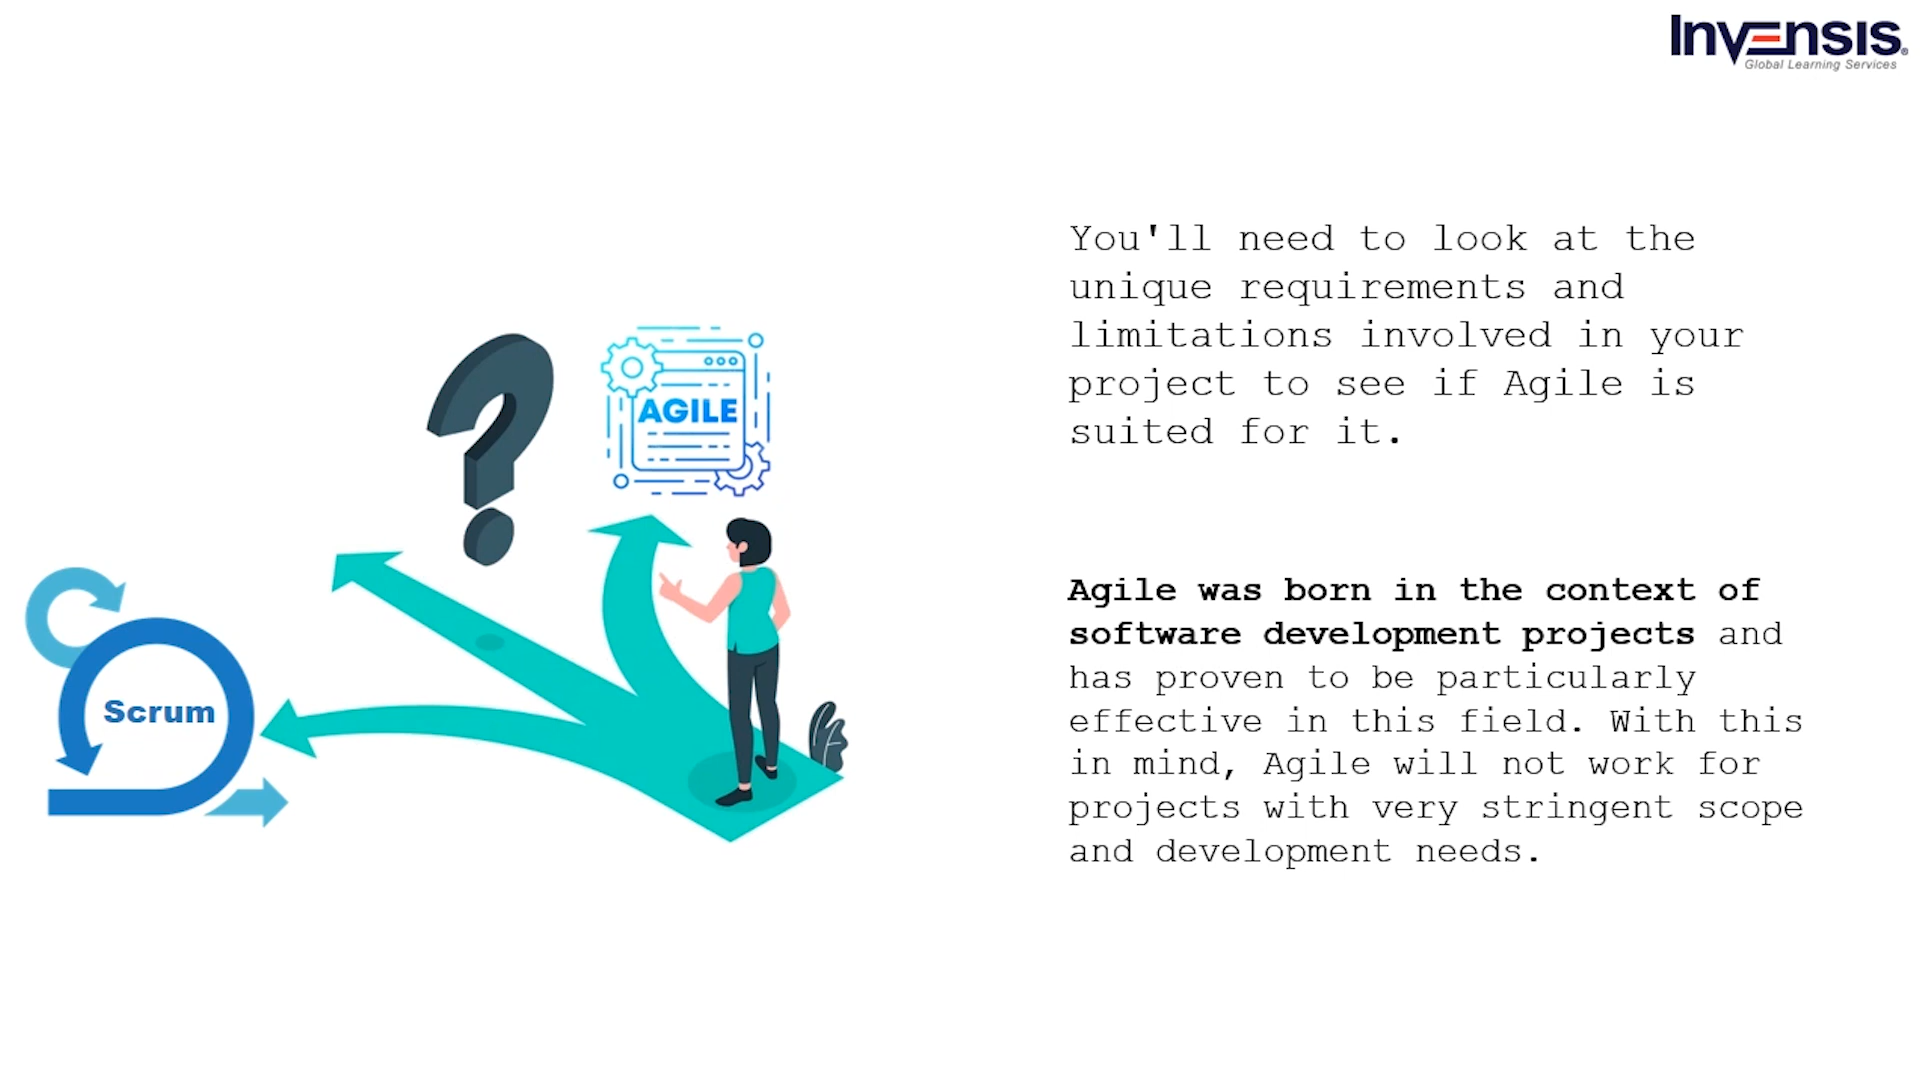 Invensis
Global Learning Services
You'll need to look at the
unique requirements and
limitations involved in your
project to see if Agile is
suited for it.
AGILE
Scrum
Agile was born in the context of
software development projects and
has proven to be particularly
effective in this field. With this
in mind, Agile will not work for
projects with very stringent scope
and development needs.